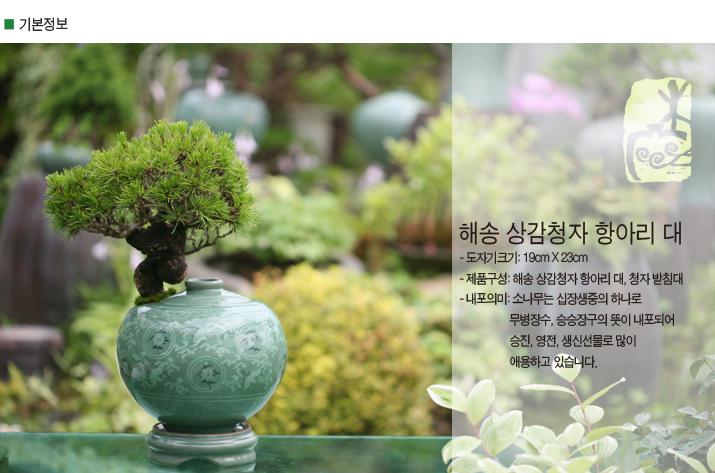 기본정보
해송 상감청자 항아리 대
- 도자기크기: 19cm X 23cm
- 제품구성: 해송 상감청자 항아리 대, 청자 받침대
- 내포의미: 소나무는 십장생중의 하나로
무병장수, 승승장구의 뜻이 내포되어
승진, 영전, 생신선물로 많이
애용하고 있습니다.